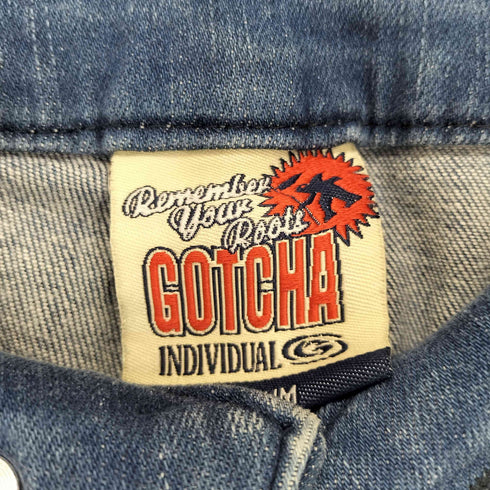 Remember
Your
Roots
GOTCHA
INDIVIDUAL